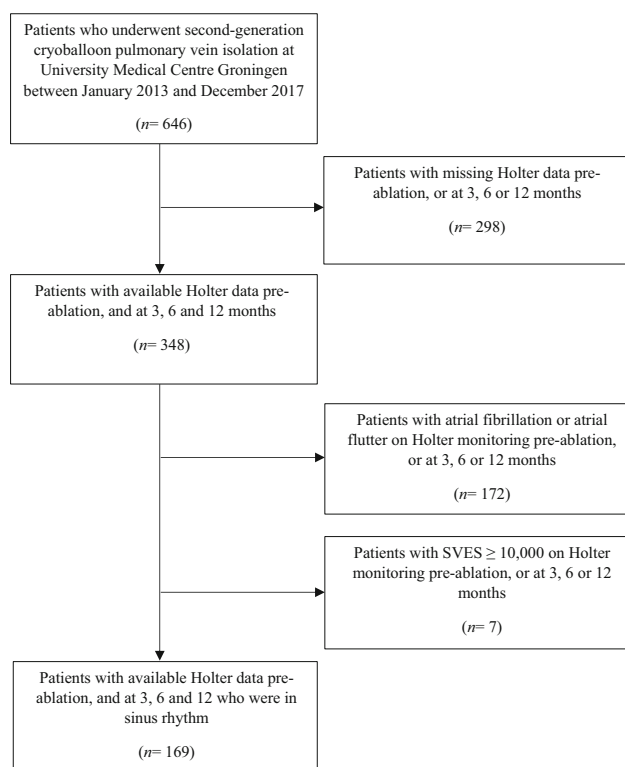 Patients who underwent second-generation
cryoballoon pulmonary vein isolation at
University Medical Centre Groningen
between January 2013 and December 2017
(n= 646)
Patients with missing Holter data pre-
ablation, or at 3, 6 or 12 months
(n= 298)
Patients with available Holter data pre-
ablation, and at 3, 6 and 12 months
(n= 348)
Patients with atrial fibrillation or atrial
flutter on Holter monitoring pre-ablation,
or at 3, 6 or 12 months
(n= 172)
Patients with SVES ≥ 10,000 on Holter
monitoring pre-ablation, or at 3, 6 or 12
months
(n= 7)
Patients with available Holter data pre-
ablation, and at 3, 6 and 12 who were in
sinus rhythm
(n= 169)